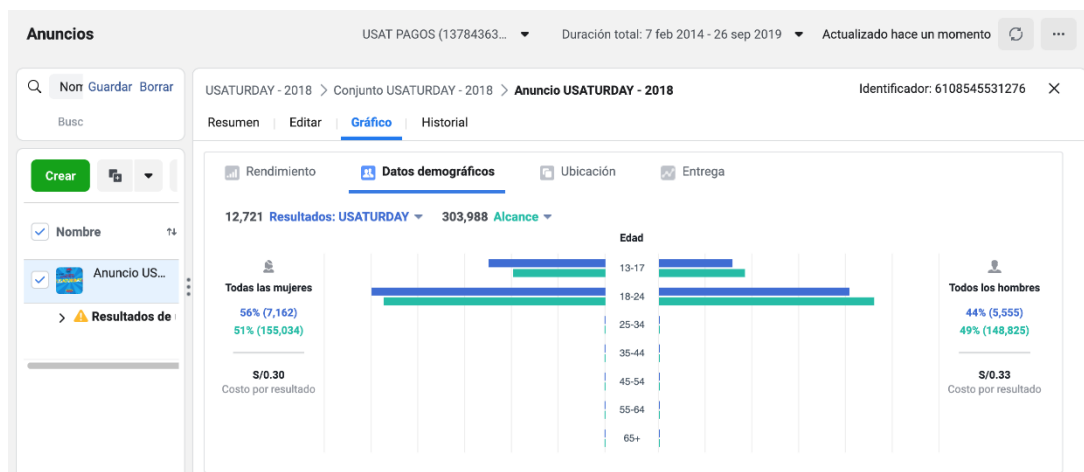 Anuncios
USAT PAGOS (13784363...
Duración total: 7 feb 2014 - 26 sep 2019
Actualizado hace un momento
Nom Guardar Borrar
Busc
USATURDAY - 2018 > Conjunto USATURDAY - 2018 > Anuncio USATURDAY - 2018
Identificador: 6108545531276
Resumen Editar Gráfico Historial
Crear
Rendimiento Datos demográficos Ubicación Entrega
12,721 Resultados: USATURDAY 303,988 Alcance
Nombre
Edad
Anuncio US...
Resultados de
Todas las mujeres
56% (7,162)
51% (155,034)
S/0.30
Costo por resultado
13-17
18-24
25-34
35-44
45-54
55-64
65+
Todos los hombres
44% (5,555)
49% (148,825)
S/0.33
Costo por resultado